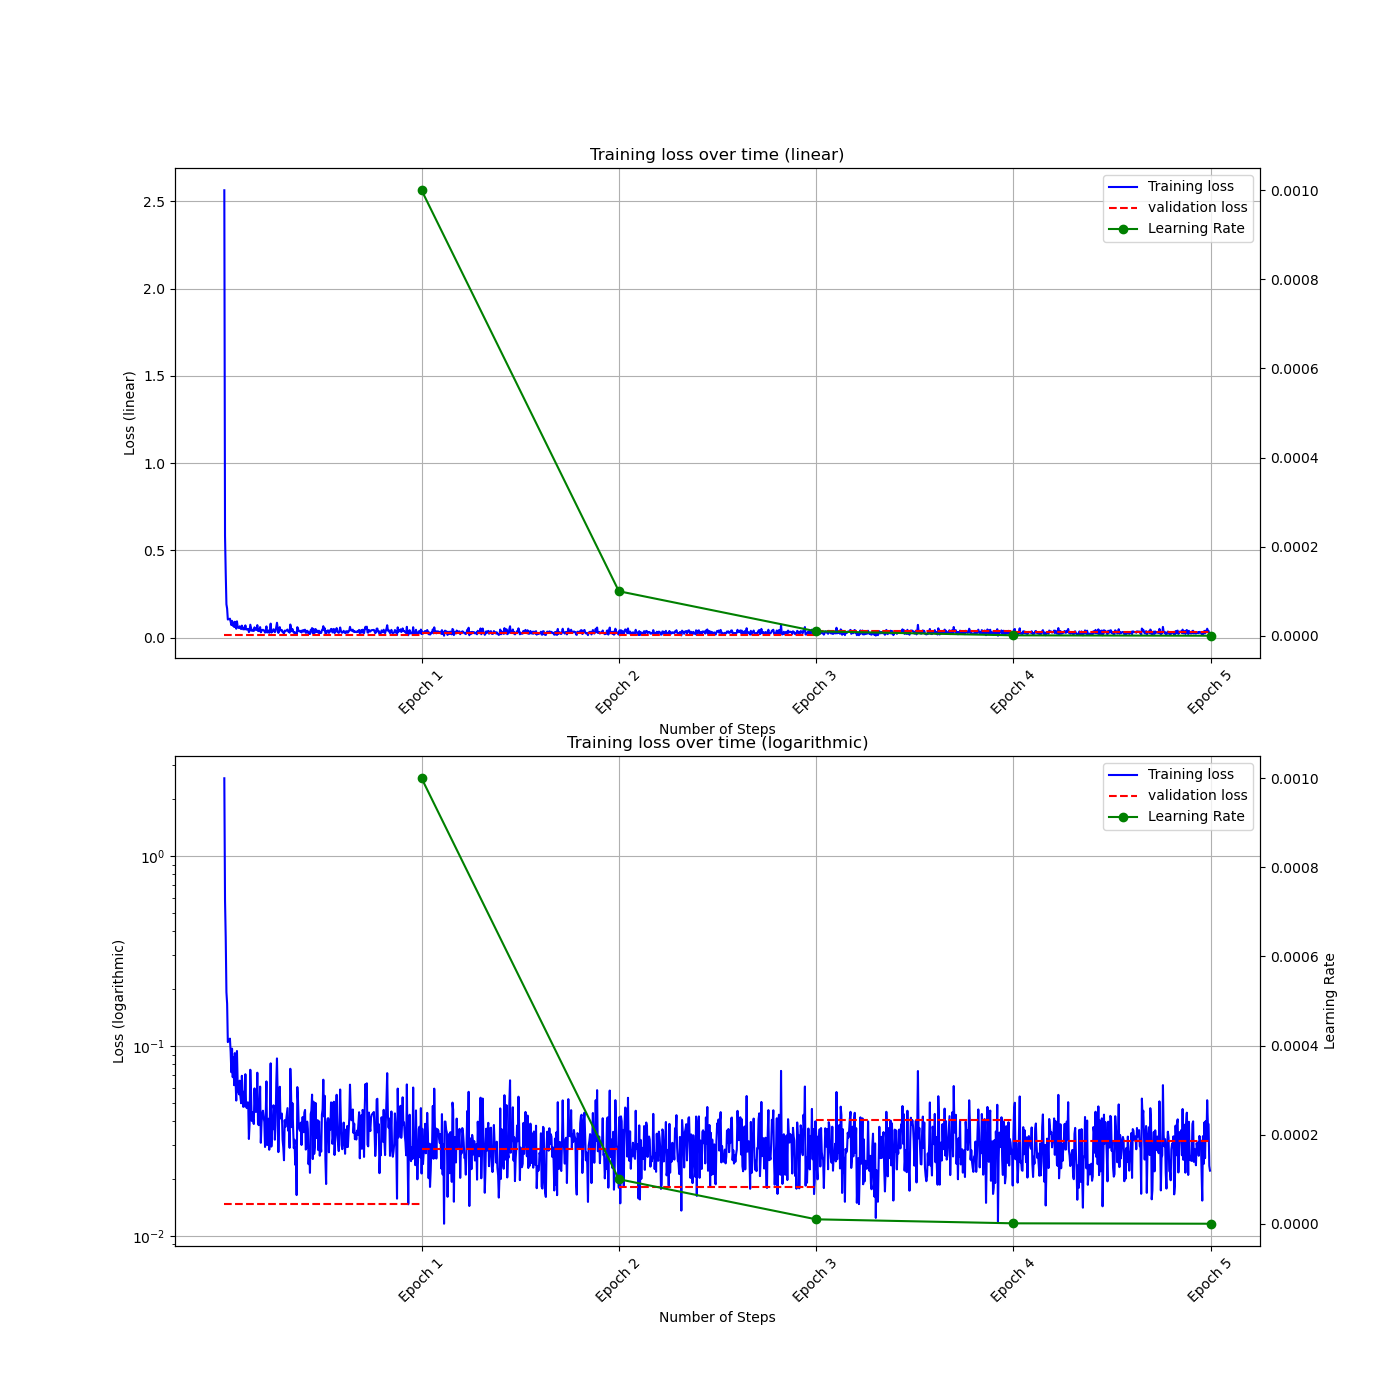 Training loss over time (linear)
Training loss
validation loss
Learning Rate
2.5
2.0
1.5
1.0
0.5
0.0
Loss (linear)
0.0010
0.0008
0.0006
0.0004
0.0002
0.0000
Epoch 1
Epoch 2
Epoch 3
Epoch 4
Epoch 5
Number of Steps
Training loss over time (logarithmic)
Training loss
validation loss
Learning Rate
10⁰
10⁻¹
10⁻²
Loss (logarithmic)
0.0010
0.0008
0.0006
0.0004
0.0002
0.0000
Learning Rate
Epoch 1
Epoch 2
Epoch 3
Epoch 4
Epoch 5
Number of Steps